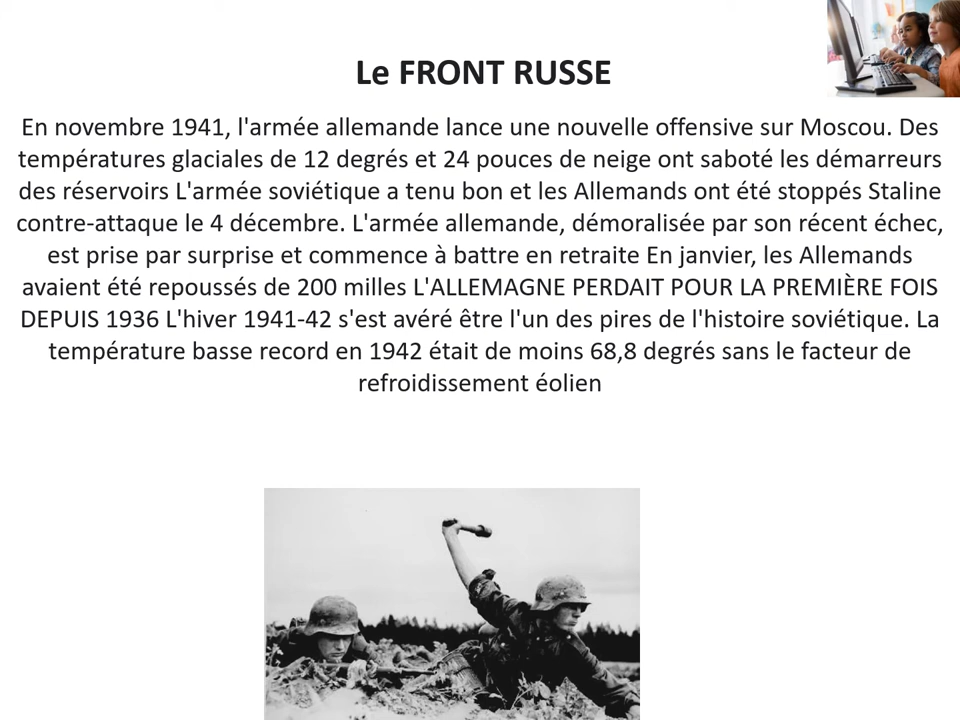 Le FRONT RUSSE
En novembre 1941, l'armée allemande lance une nouvelle offensive sur Moscou. Des
températures glaciales de 12 degrés et 24 pouces de neige ont saboté les démarreurs
des réservoirs L'armée soviétique a tenu bon et les Allemands ont été stoppés Staline
contre-attaque le 4 décembre. L'armée allemande, démoralisée par son récent échec,
est prise par surprise et commence à battre en retraite En janvier, les Allemands
avaient été repoussés de 200 milles L'ALLEMAGNE PERDAIT POUR LA PREMIÈRE FOIS
DEPUIS 1936 L'hiver 1941-42 s'est avéré être l'un des pires de l'histoire soviétique. La
température basse record en 1942 était de moins 68,8 degrés sans le facteur de
refroidissement éolien